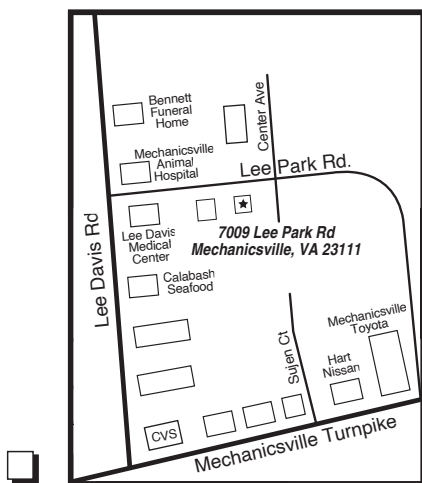 Bennett
Funeral
Home
Center Ave
Mechanicsville
Animal
Hospital
Lee Park Rd.
Lee Davis Rd
Lee Davis
Medical
Center
7009 Lee Park Rd
Mechanicsville, VA 23111
Calabash
Seafood
Mechanicsville
Toyota
Sujen Ct
Hart
Nissan
CVS
Mechanicsville Turnpike